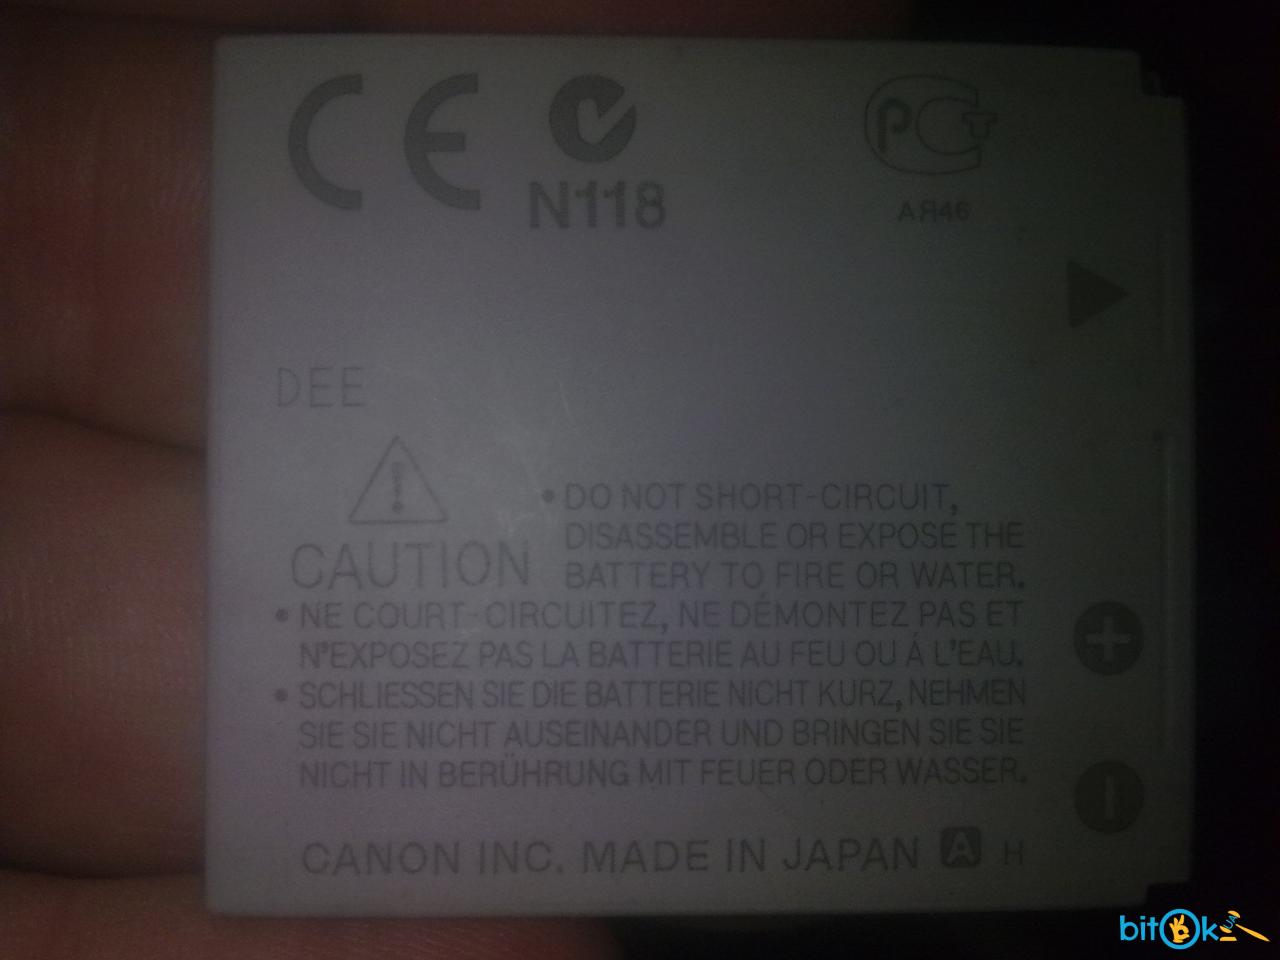 CE
N118
PCT
АЯ46
DEE
CAUTION
• DO NOT SHORT-CIRCUIT,
DISASSEMBLE OR EXPOSE THE
BATTERY TO FIRE OR WATER.
• NE COURT-CIRCUITEZ, NE DÉMONTEZ PAS ET
N'EXPOSEZ PAS LA BATTERIE AU FEU OU Á L'EAU.
• SCHLIESSEN SIE DIE BATTERIE NICHT KURZ, NEHMEN
SIE SIE NICHT AUSEINANDER UND BRINGEN SIE SIE
NICHT IN BERÜHRUNG MIT FEUER ODER WASSER.
CANON INC. MADE IN JAPAN A H
bitOk UA